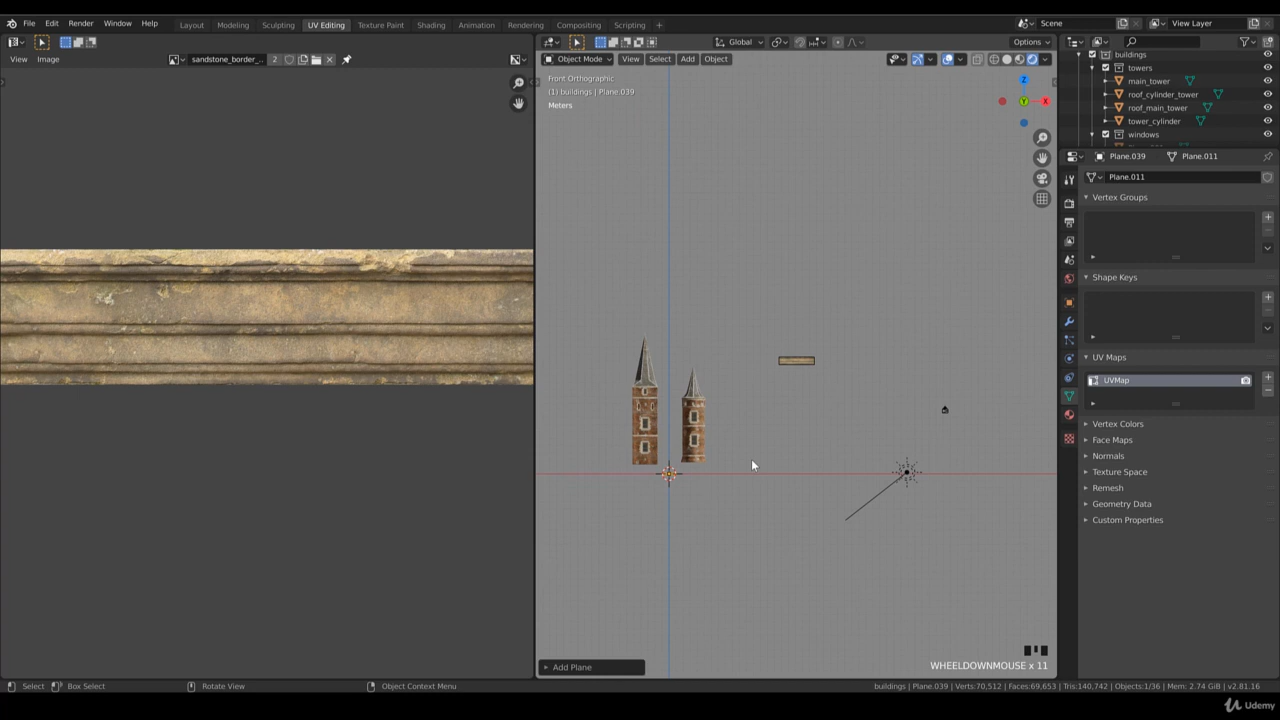 File Edit Render Window Help Layout Modeling Sculpting UV Editing Texture Paint Shading Animation Rendering Compositing Scripting + Scene View Layer
Global Options
View Image sandstone_border_.. 2 Object Mode View Select Add Object
buildings
towers
main_tower
roof_cylinder_tower
roof_main_tower
tower_cylinder
windows
Front Orthographic
(1) buildings | Plane.039
Meters
Z
Y
X
Plane.039 Plane.011
Plane.011
Vertex Groups
Shape Keys
UV Maps
UVMap
Vertex Colors
Face Maps
Normals
Texture Space
Remesh
Geometry Data
Custom Properties
Add Plane
WHEELDOWNMOUSE x 11
Select Box Select Rotate View Object Context Menu buildings | Plane.039 | Verts:70,512 | Faces:69,653 | Tris:140,742 | Objects:1/36 | Mem: 2.74 GiB | v2.81.16
Udemy